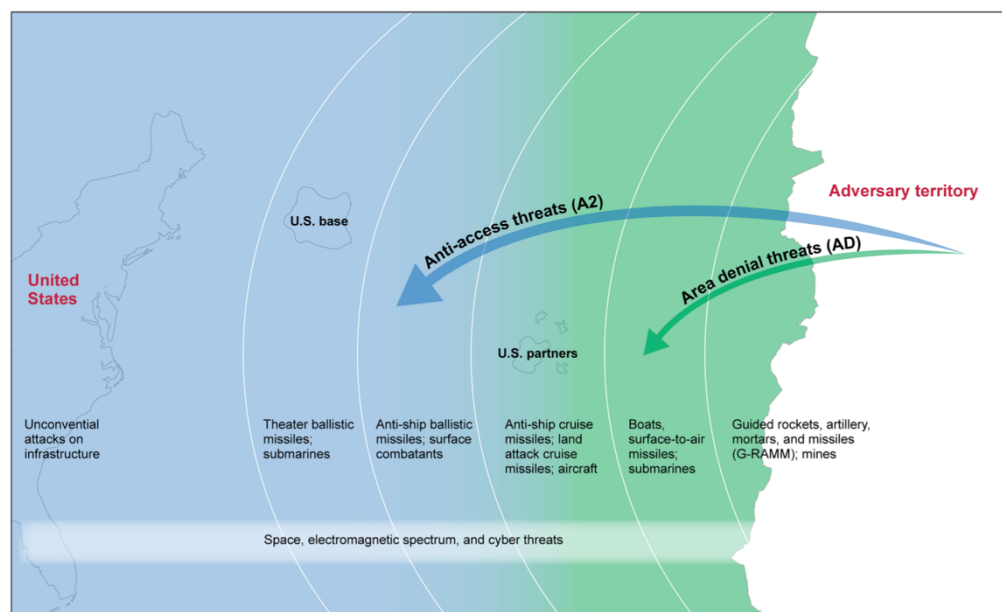 Adversary territory
Anti-access threats (A2)
U.S. base
Area denial threats (AD)
United
States
U.S. partners
Unconvential
attacks on
infrastructure
Theater ballistic
missiles;
submarines
Anti-ship ballistic
missiles; surface
combatants
Anti-ship cruise
missiles; land
attack cruise
missiles; aircraft
Boats,
surface-to-air
missiles;
submarines
Guided rockets, artillery,
mortars, and missiles
(G-RAMM); mines
Space, electromagnetic spectrum, and cyber threats